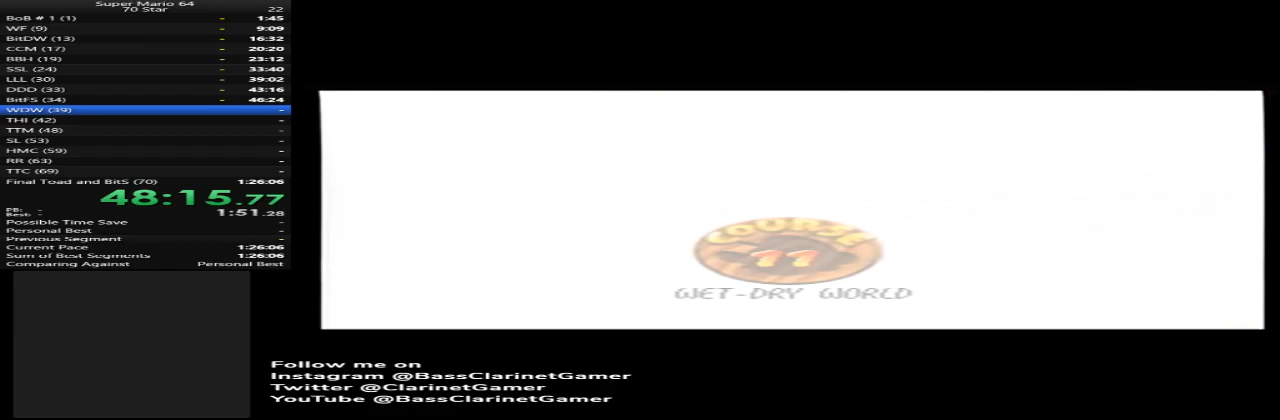 Super Mario 64
70 Star 22
BoB # 1 (1) - 1:45
WF (9) - 9:09
BitDW (13) - 16:32
CCM (17) - 20:20
BBH (19) - 23:12
SSL (24) - 33:40
LLL (30) - 39:02
DDD (33) - 43:16
BitFS (34) - 46:24
WDW (39) -
THI (42) -
TTM (48) -
SL (53) -
HMC (59) -
RR (63) -
TTC (69) -
Final Toad and BitS (70) 1:26:06
48:15.77
PB: -
Best: - 1:51.28
Possible Time Save -
Personal Best -
Previous Segment -
Current Pace 1:26:06
Sum of Best Segments 1:26:06
Comparing Against Personal Best
COURSE
11
WET-DRY WORLD
Follow me on
Instagram @BassClarinetGamer
Twitter @ClarinetGamer
YouTube @BassClarinetGamer